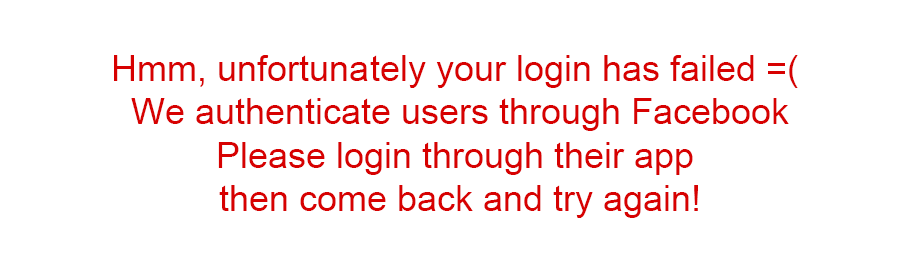 Hmm, unfortunately your login has failed =(
We authenticate users through Facebook
Please login through their app
then come back and try again!